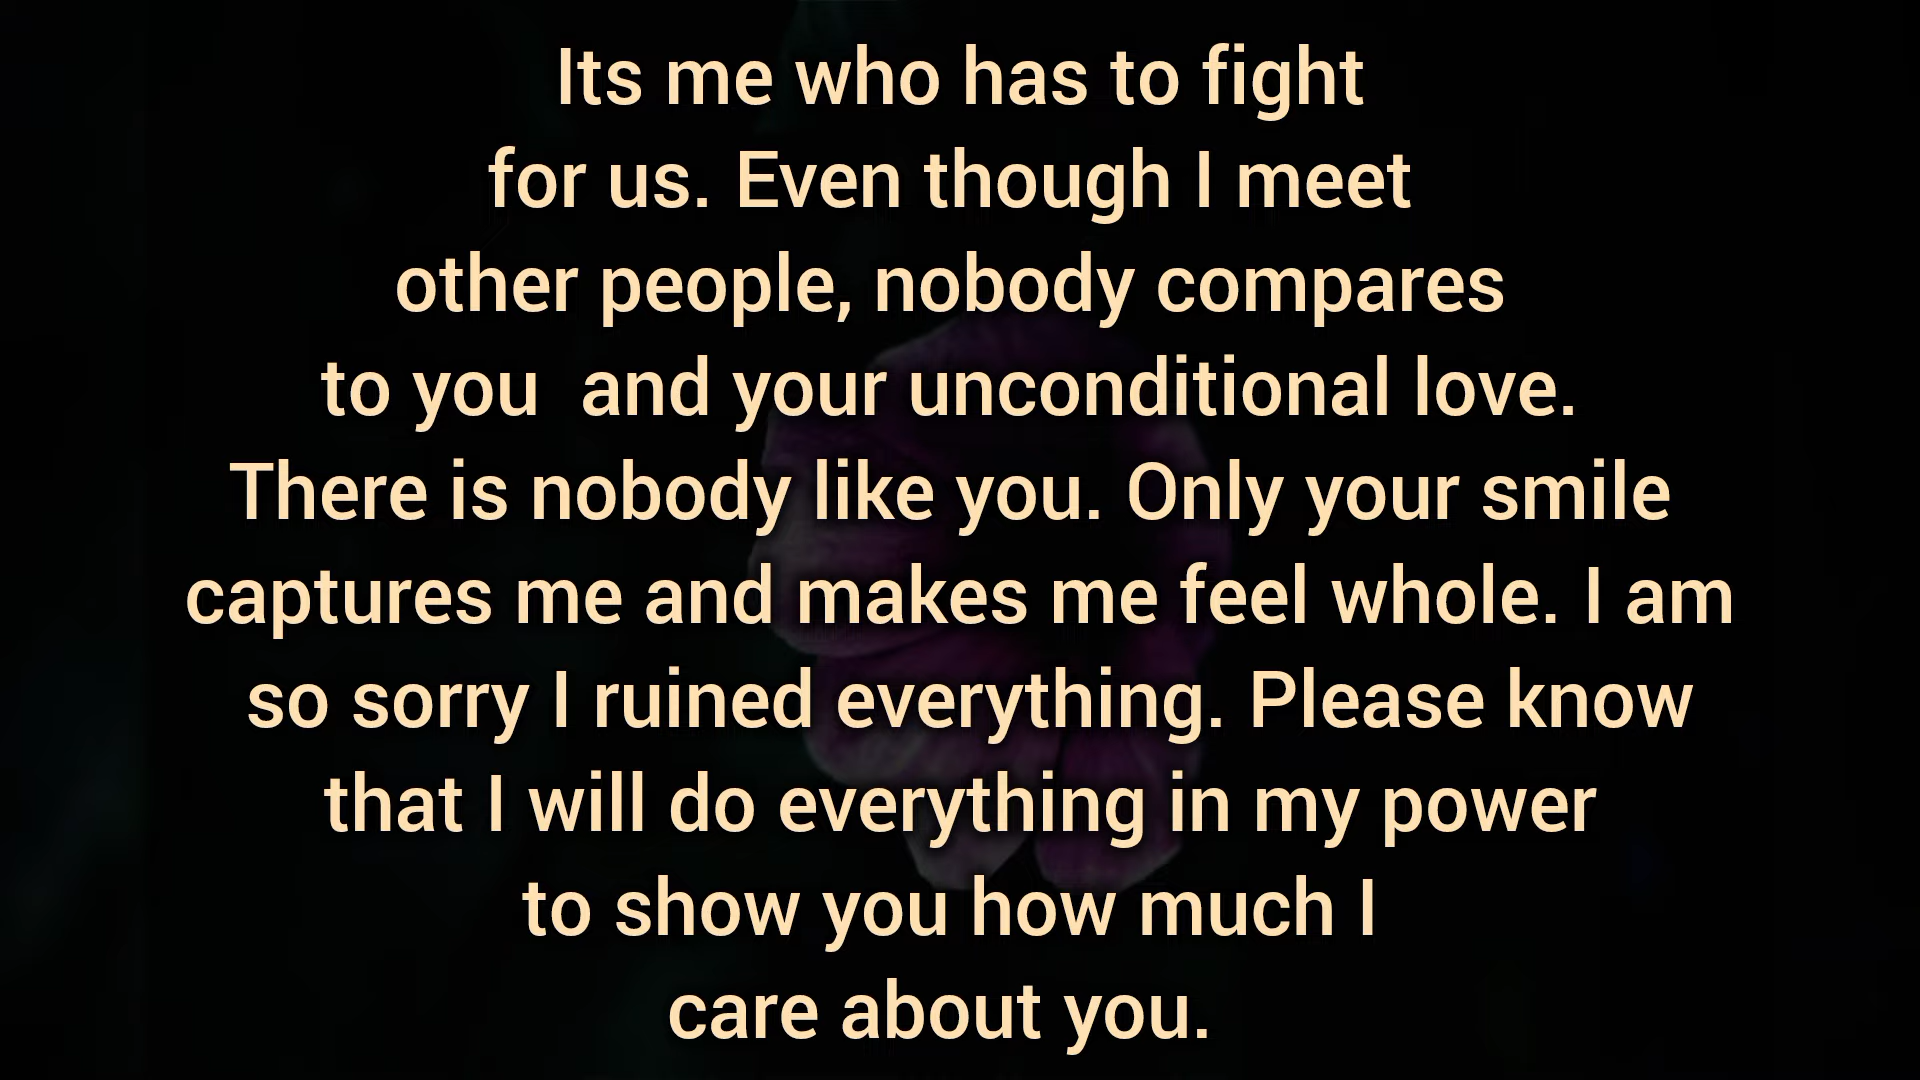 Its me who has to fight
for us. Even though I meet
other people, nobody compares
to you  and your unconditional love.
There is nobody like you. Only your smile
captures me and makes me feel whole. I am
so sorry I ruined everything. Please know
that I will do everything in my power
to show you how much I
care about you.